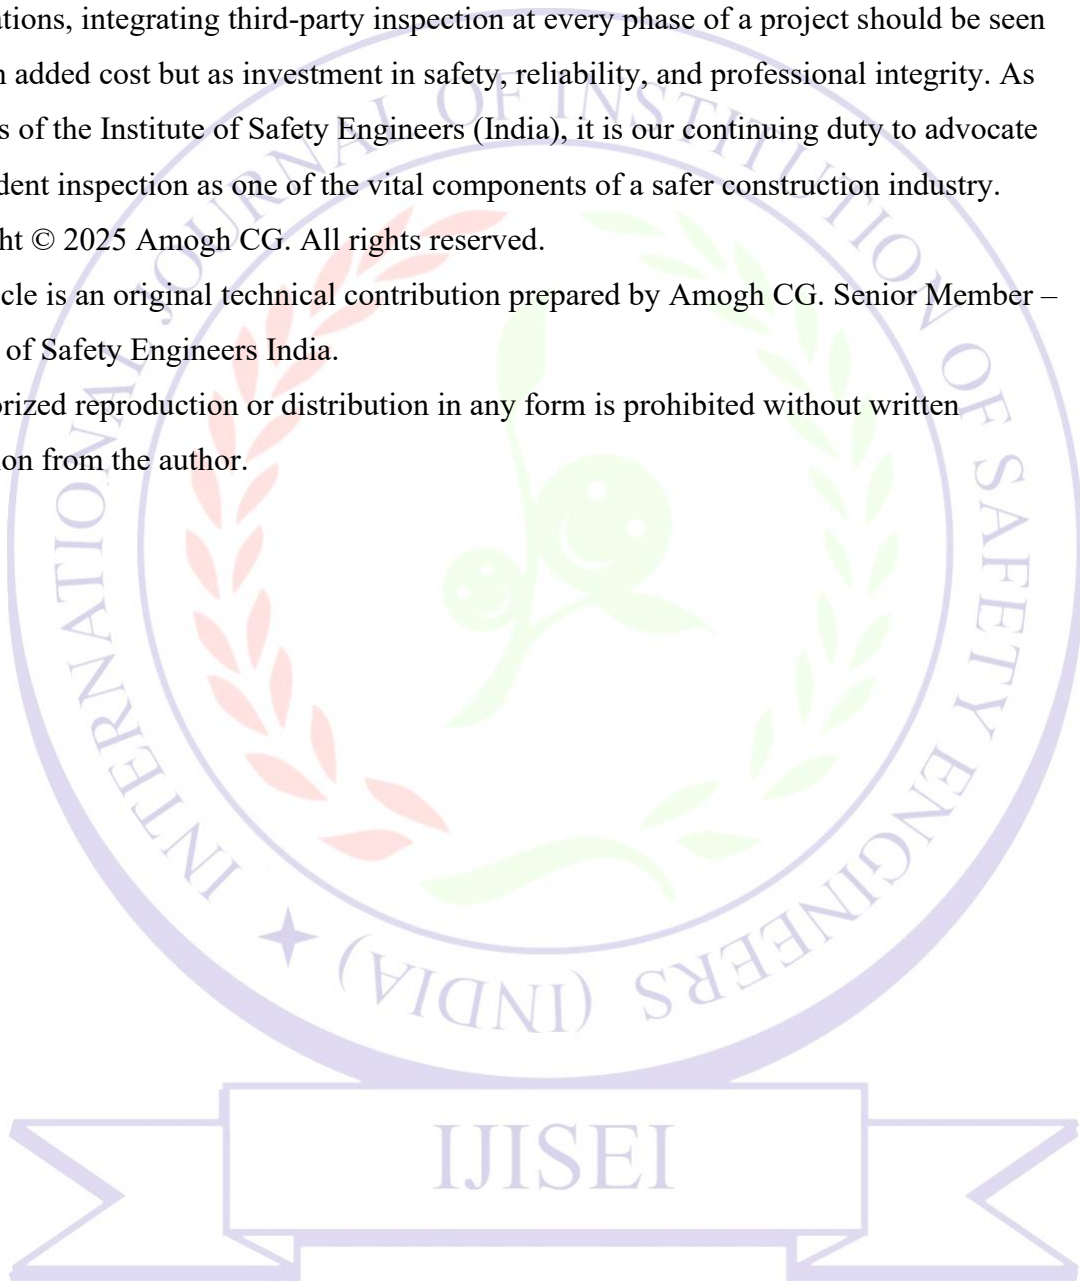 ations, integrating third-party inspection at every phase of a project should be seen
n added cost but as investment in safety, reliability, and professional integrity. As
s of the Institute of Safety Engineers (India), it is our continuing duty to advocate
dent inspection as one of the vital components of a safer construction industry.
ht © 2025 Amogh CG. All rights reserved.
cle is an original technical contribution prepared by Amogh CG. Senior Member –
of Safety Engineers India.
orized reproduction or distribution in any form is prohibited without written
on from the author.
INTERNATIONAL JOURNAL OF INSTITUTION OF SAFETY ENGINEERS (INDIA)
IJISEI